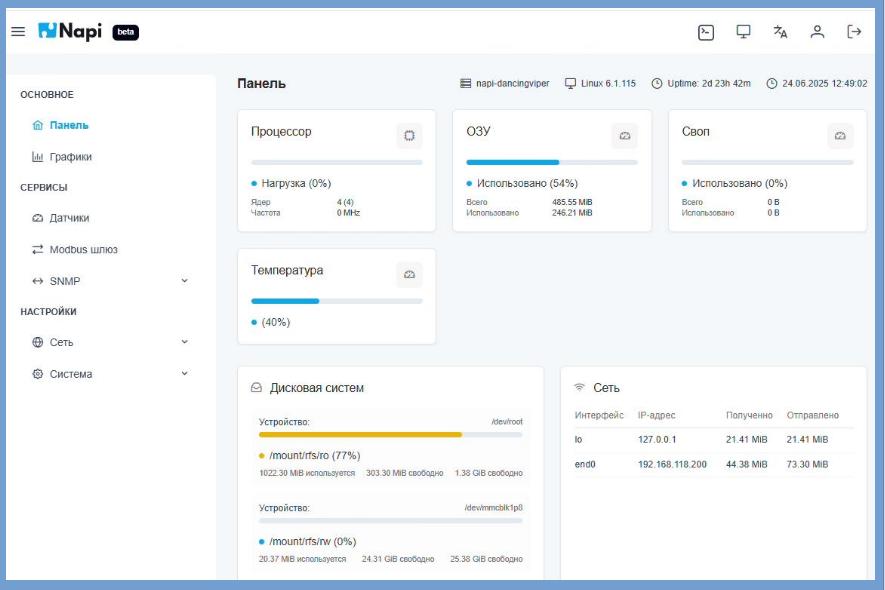 Napi beta
Панель
napi-dancingviper Linux 6.1.115 Uptime: 2d 23h 42m 24.06.2025 12:49:02
ОСНОВНОЕ
Панель
Графики
СЕРВИСЫ
Датчики
Modbus шлюз
SNMP
НАСТРОЙКИ
Сеть
Система
Процессор
Нагрузка (0%)
Ядер 4 (4)
Частота 0 MHz
ОЗУ
Использовано (54%)
Всего 485.55 MiB
Использовано 246.21 MiB
Своп
Использовано (0%)
Всего 0 B
Использовано 0 B
Температура
(40%)
Дисковая систем
Устройство: /dev/root
/mount/rfs/ro (77%)
1022.30 MiB используется 303.30 MiB свободно 1.38 GiB свободно
Устройство: /dev/mmcblk1p8
/mount/rfs/rw (0%)
20.37 MiB используется 24.31 GiB свободно 25.38 GiB свободно
Сеть
Интерфейс IP-адрес Полученно Отправлено
lo 127.0.0.1 21.41 MiB 21.41 MiB
end0 192.168.118.200 44.38 MiB 73.30 MiB